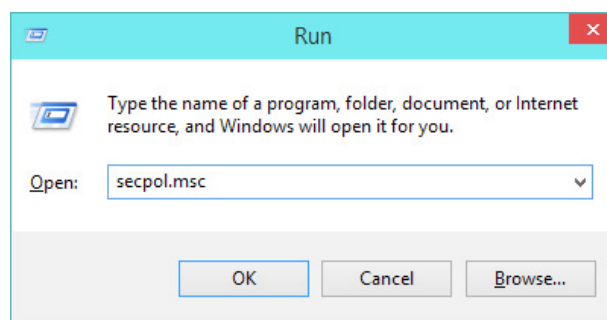 Run
Type the name of a program, folder, document, or Internet
resource, and Windows will open it for you.
Open: secpol.msc
OK Cancel Browse...